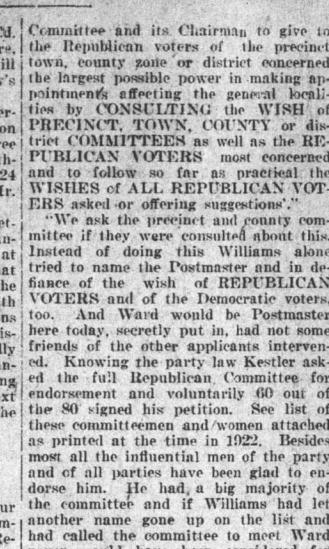 Committee and its Chairman to give to
the Republican voters of the precinct
town, county zone or district concerned
the largest possible power in making ap-
pointments affecting the general locali-
ties by CONSULTING the WISH of
PRECINCT, TOWN, COUNTY or dis-
trict COMMITTEES as well as the RE-
PUBLICAN VOTERS most concerned
and to follow so far as practical the
WISHES of ALL REPUBLICAN VOT-
ERS asked or offering suggestions'."
"We ask the precinct and county com-
mittee if they were consulted about this.
Instead of doing this Williams alone
tried to name the Postmaster and in de-
fiance of the wish of REPUBLICAN
VOTERS and of the Democratic voters,
too. And Ward would be Postmaster
here today, secretly put in, had not some
friends of the other applicants interven-
ed. Knowing the party law Kestler ask-
ed the full Republican Committee for
endorsement and voluntarily 60 out of
the 80 signed his petition. See list of
these committeemen and women attached
as printed at the time in 1922. Besides
most all the influential men of the party
and of all parties have been glad to en-
dorse him. He had a big majority of
the committee and if Williams had let
another name gone up on the list and
had called the committee to meet Ward